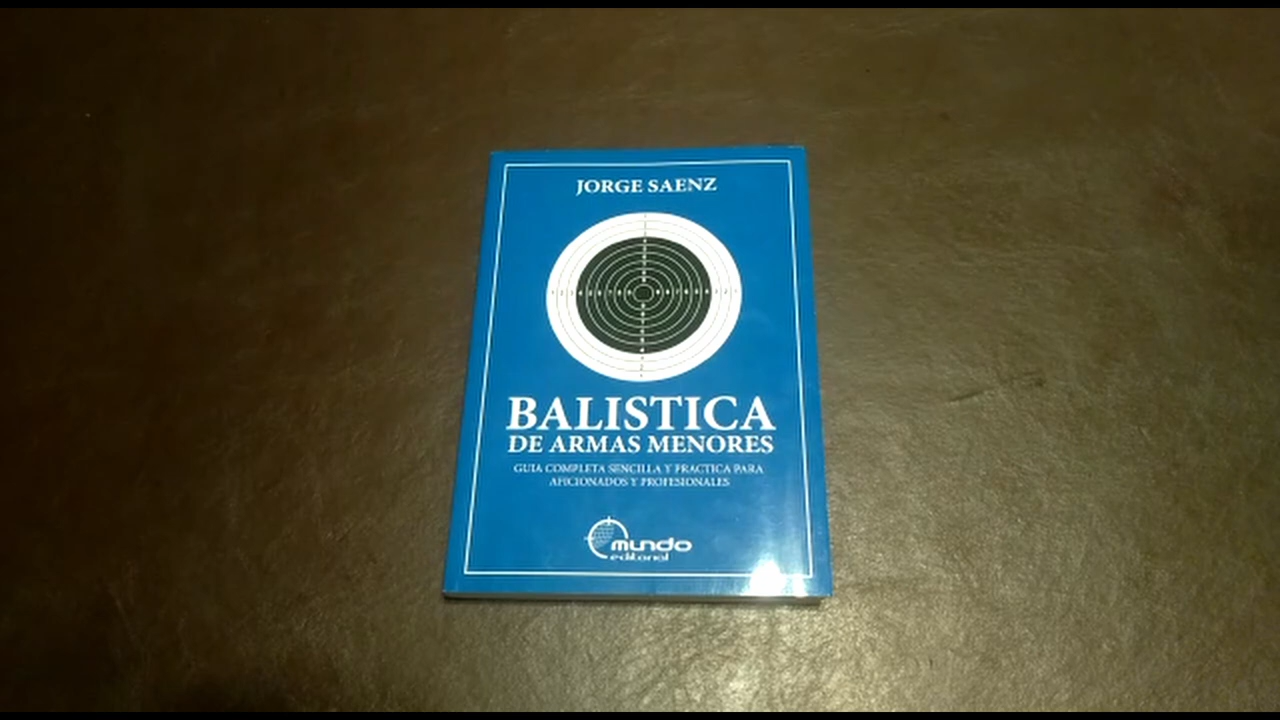 JORGE SAENZ
BALISTICA
DE ARMAS MENORES
GUIA COMPLETA SENCILLA Y PRACTICA PARA
AFICIONADOS Y PROFESIONALES
mundo
editorial